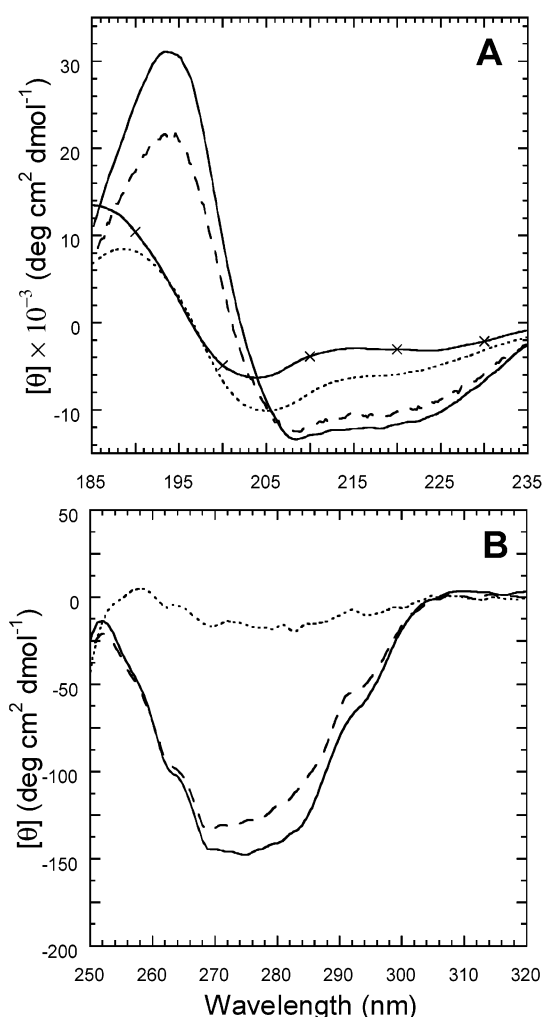 A
[θ] × 10⁻³ (deg cm² dmol⁻¹)
30
20
10
0
-10
185 195 205 215 225 235
B
[θ] (deg cm² dmol⁻¹)
50
0
-50
-100
-150
-200
250 260 270 280 290 300 310 320
Wavelength (nm)